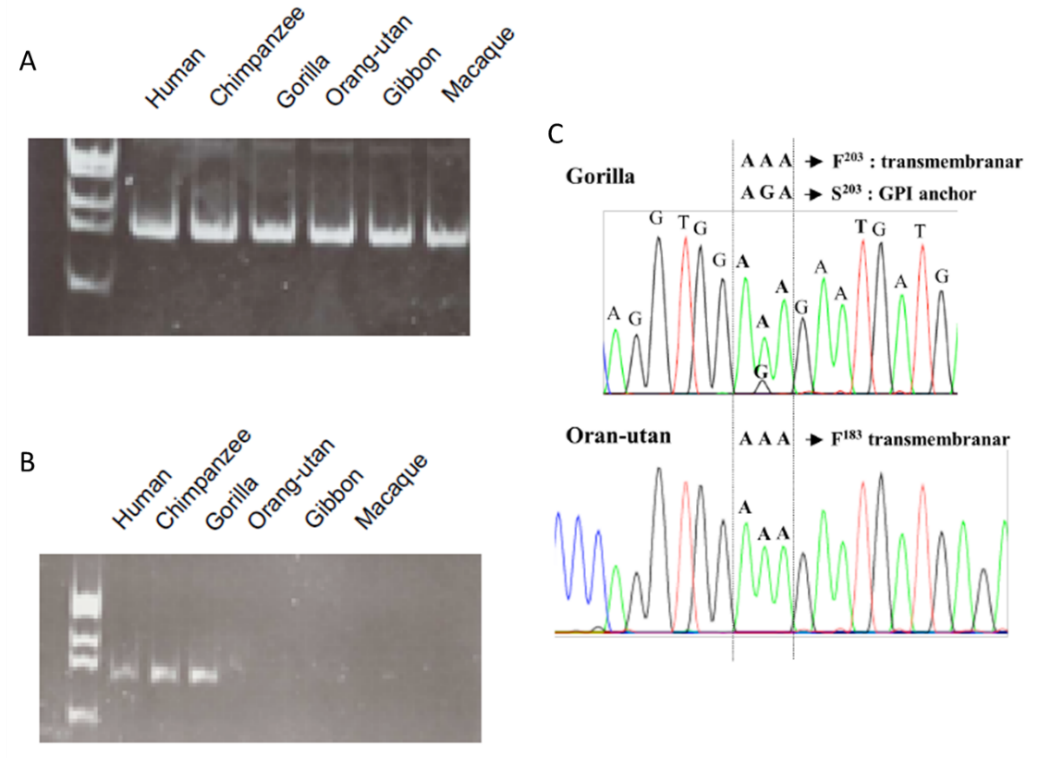 A
Human
Chimpanzee
Gorilla
Orang-utan
Gibbon
Macaque
B
Human
Chimpanzee
Gorilla
Orang-utan
Gibbon
Macaque
C
Gorilla
A A A → F²⁰³ : transmembranar
A G A → S²⁰³ : GPI anchor
A G G T G G A A A G A A T G A T G
G
Oran-utan
A A A → F¹⁸³ transmembranar
A A A